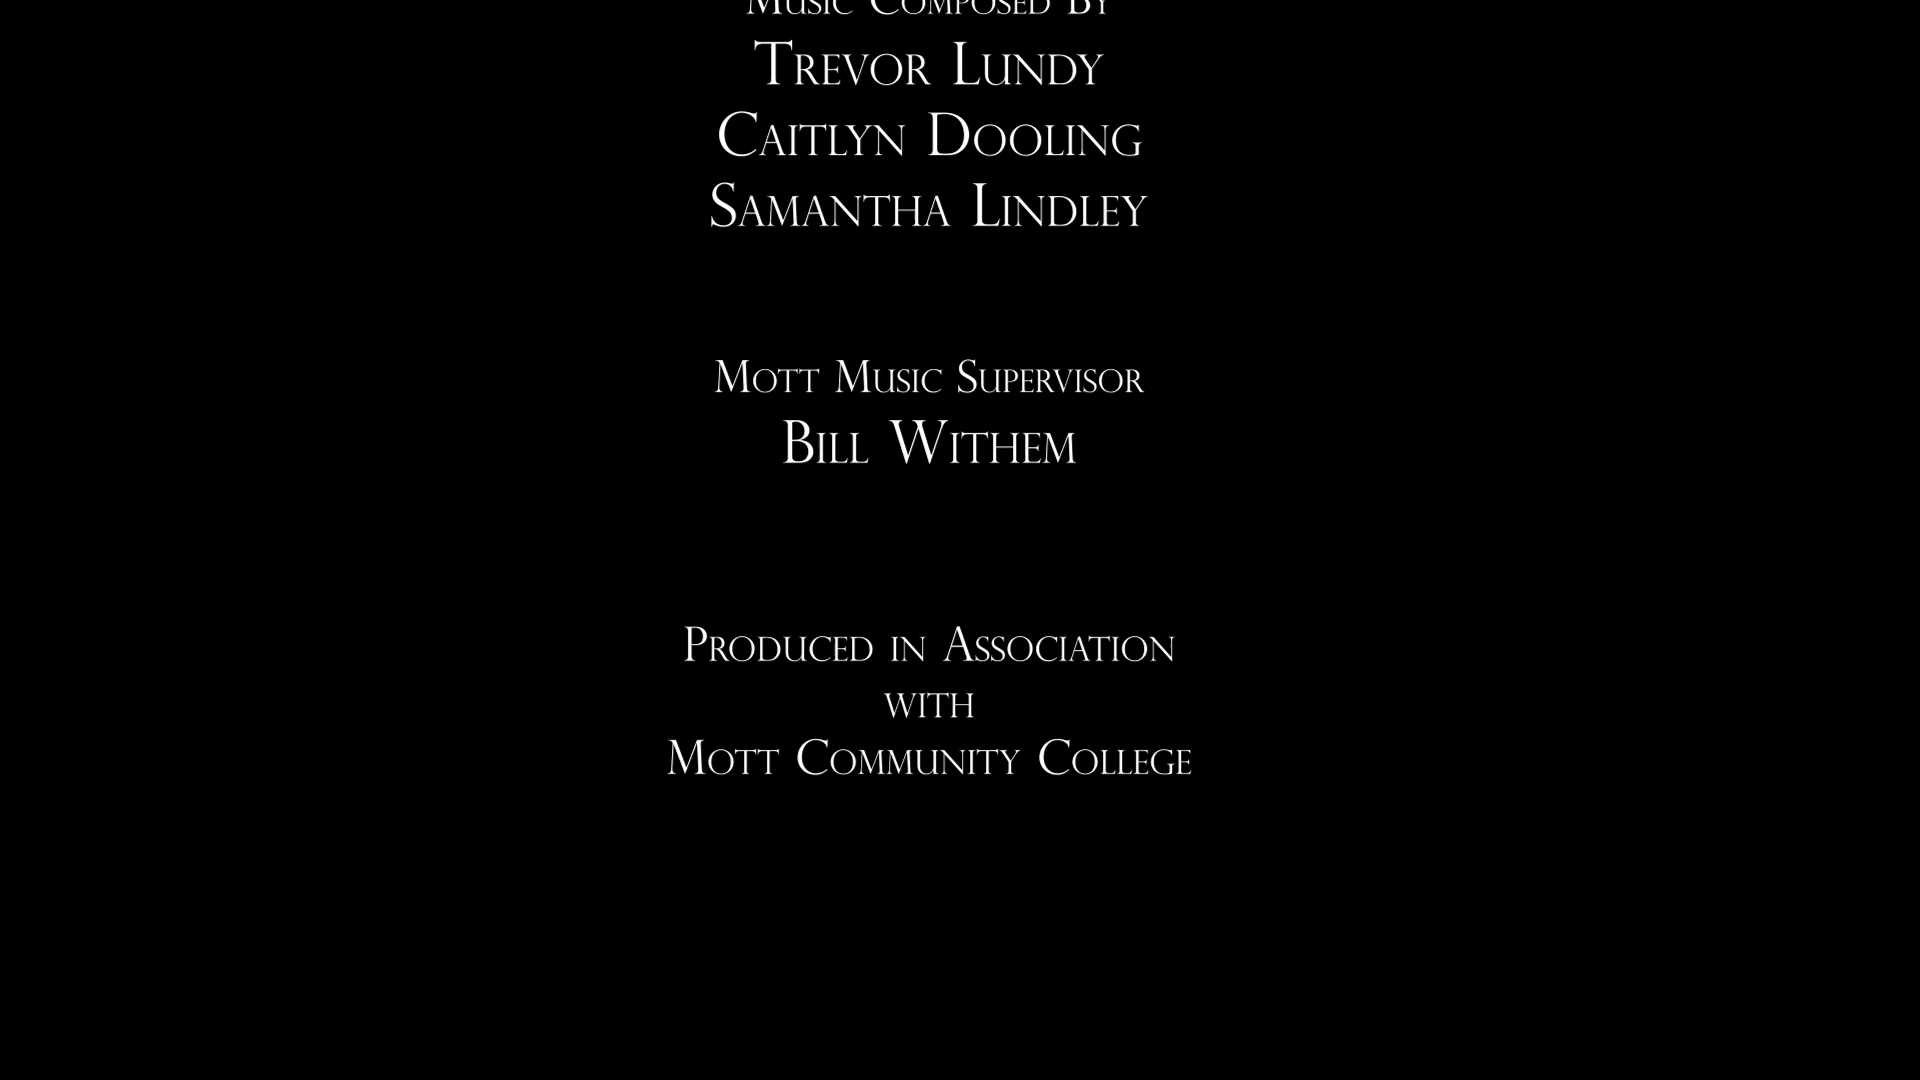 Music Composed By
Trevor Lundy
Caitlyn Dooling
Samantha Lindley
Mott Music Supervisor
Bill Withem
Produced in Association
with
Mott Community College